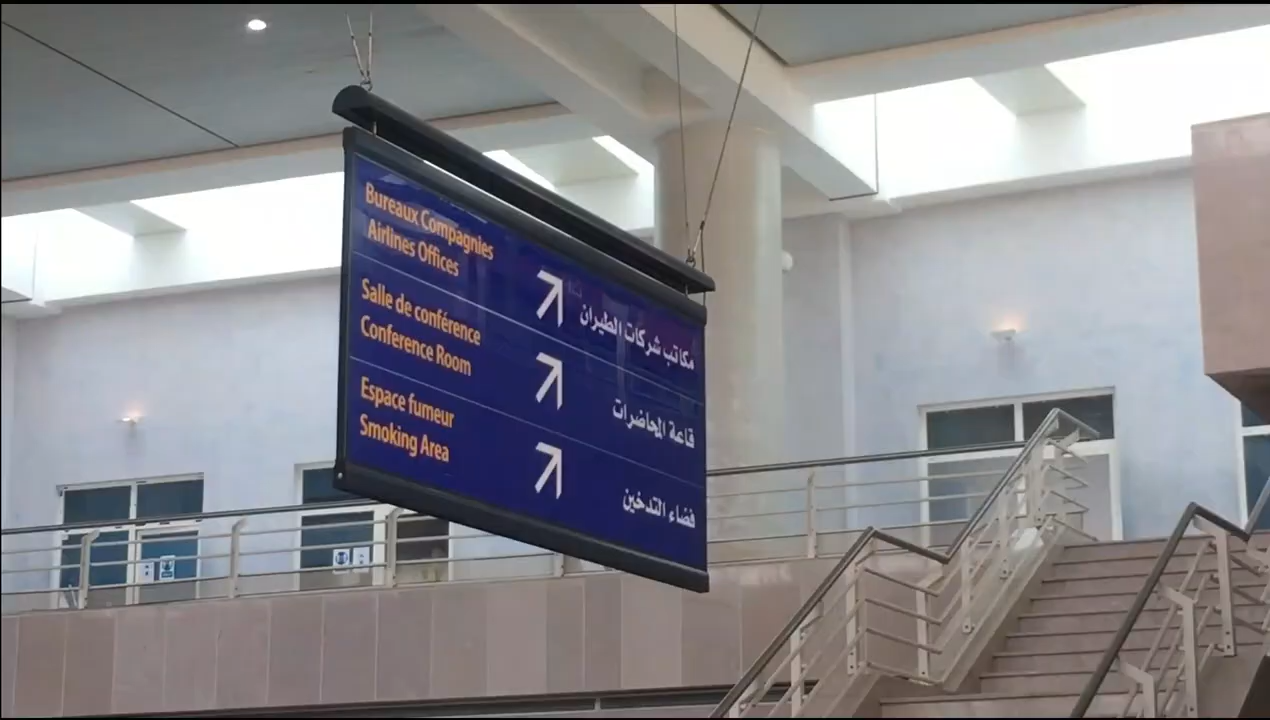 Bureaux Compagnies
Airlines Offices
مكاتب شركات الطيران
Salle de conférence
Conference Room
قاعة المحاضرات
Espace fumeur
Smoking Area
فضاء التدخين